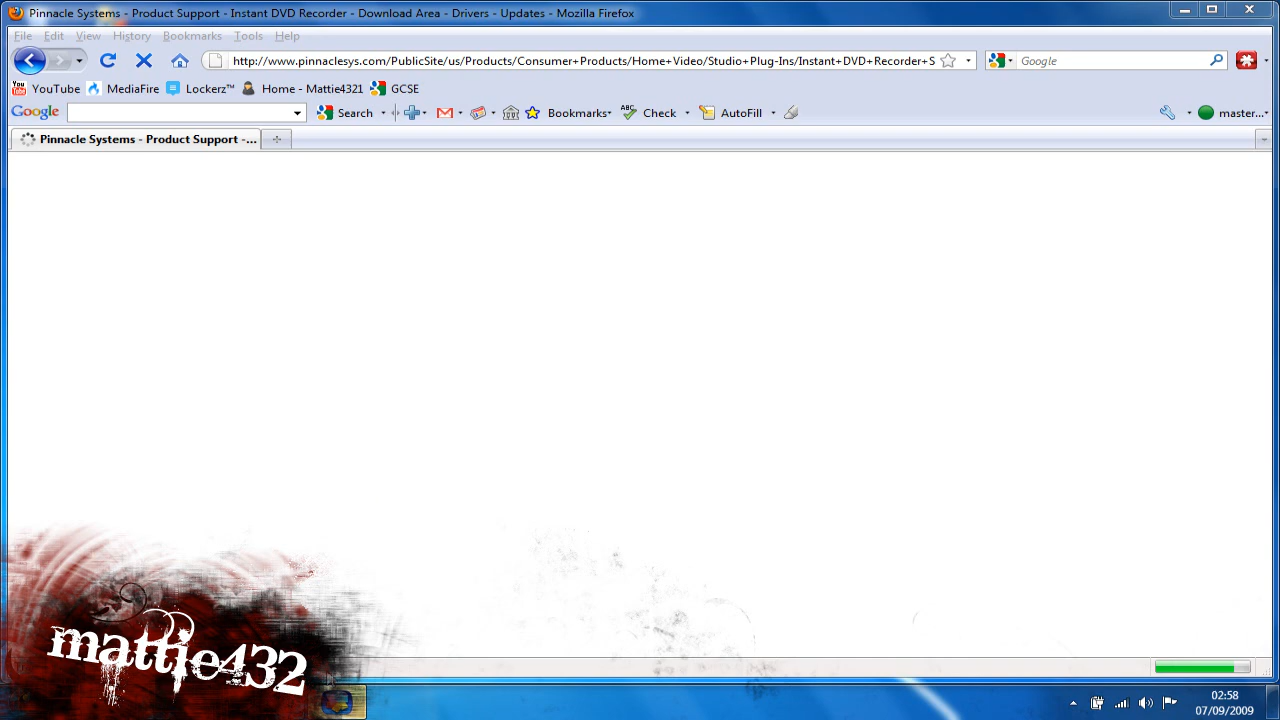 Pinnacle Systems - Product Support - Instant DVD Recorder - Download Area - Drivers - Updates - Mozilla Firefox
File Edit View History Bookmarks Tools Help
http://www.pinnaclesys.com/PublicSite/us/Products/Consumer+Products/Home+Video/Studio+Plug-Ins/Instant+DVD+Recorder+S
Google
YouTube MediaFire Lockerz™ Home - Mattie4321 GCSE
Google Search Bookmarks Check AutoFill master...
Pinnacle Systems - Product Support -...
mattie432
02:58
07/09/2009